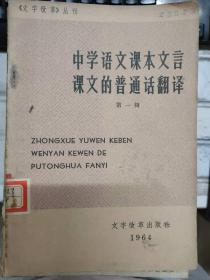 《文字改革》丛刊
中学语文课本文言
课文的普通话翻译
第一辑
ZHONGXUE YUWEN KEBEN
WENYAN KEWEN DE
PUTONGHUA FANYI
文字改革出版社
1964